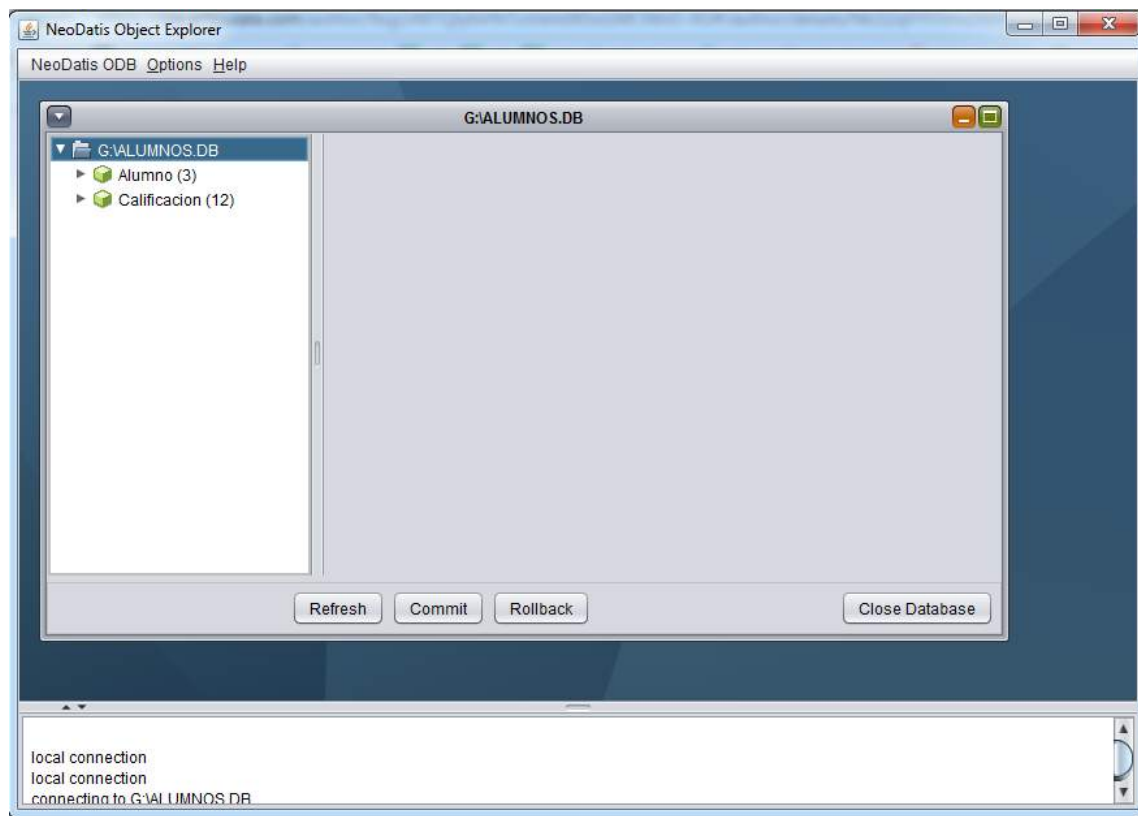 NeoDatis Object Explorer
NeoDatis ODB Options Help
G:\ALUMNOS.DB
G:\ALUMNOS.DB
Alumno (3)
Calificacion (12)
Refresh Commit Rollback Close Database
local connection
local connection
connecting to G:\ALUMNOS.DB